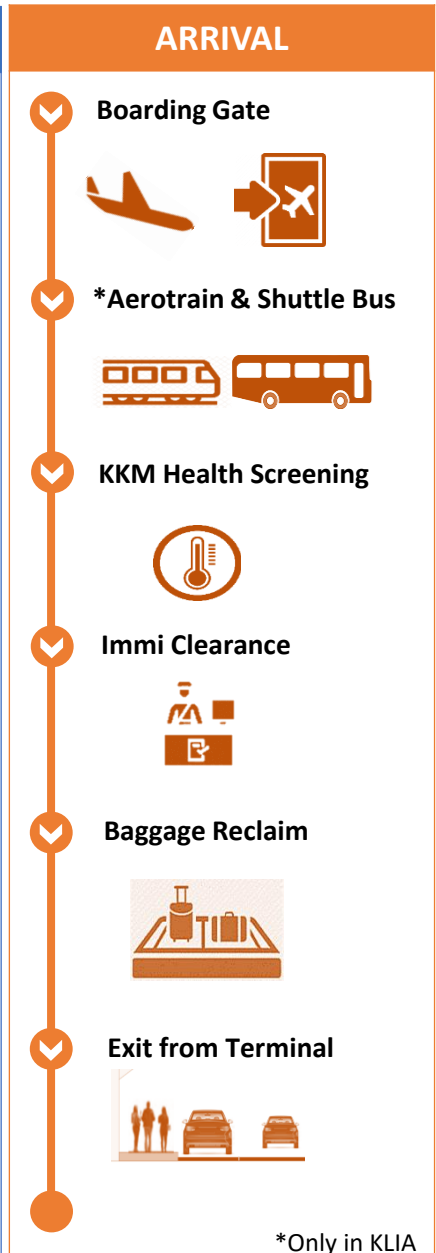 ARRIVAL
Boarding Gate
*Aerotrain & Shuttle Bus
KKM Health Screening
Immi Clearance
Baggage Reclaim
Exit from Terminal
*Only in KLIA